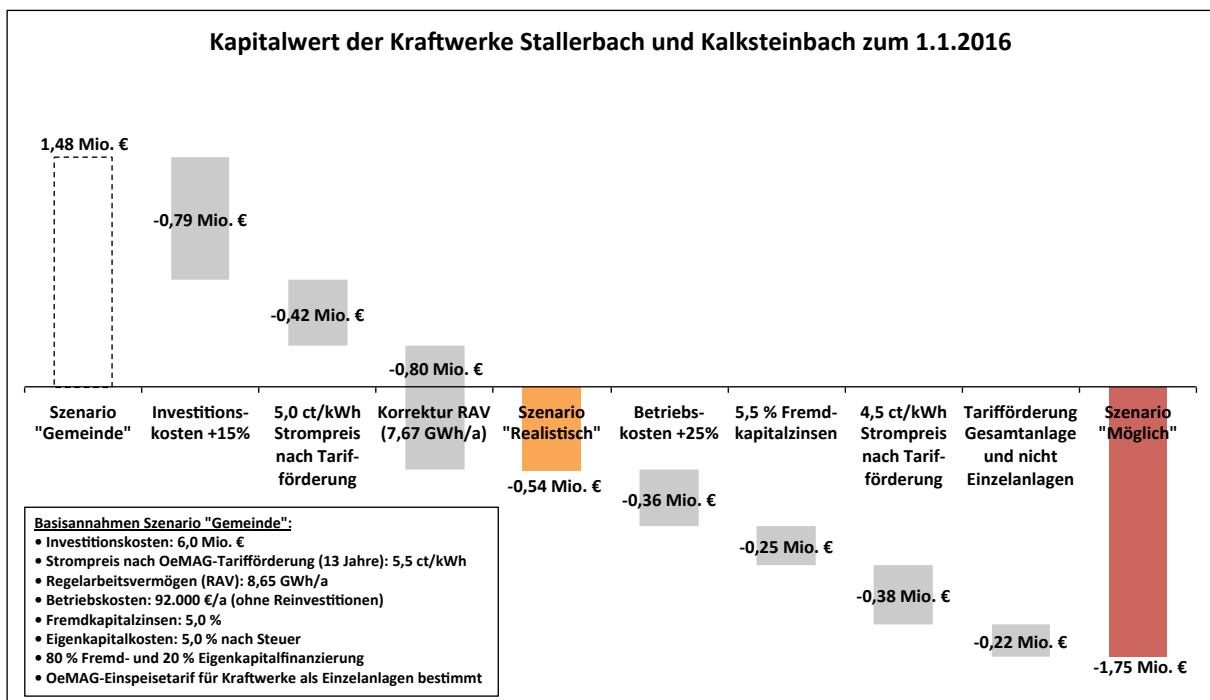 Kapitalwert der Kraftwerke Stallerbach und Kalksteinbach zum 1.1.2016
1,48 Mio. €
-0,79 Mio. €
-0,42 Mio. €
-0,80 Mio. €
-0,54 Mio. €
-0,36 Mio. €
-0,25 Mio. €
-0,38 Mio. €
-0,22 Mio. €
-1,75 Mio. €
Szenario
"Gemeinde"
Investitions-
kosten +15%
5,0 ct/kWh
Strompreis
nach Tarif-
förderung
Korrektur RAV
(7,67 GWh/a)
Szenario
"Realistisch"
Betriebs-
kosten +25%
5,5 % Fremd-
kapitalzinsen
4,5 ct/kWh
Strompreis
nach Tarif-
förderung
Tarifförderung
Gesamtanlage
und nicht
Einzelanlagen
Szenario
"Möglich"
Basisannahmen Szenario "Gemeinde":
• Investitionskosten: 6,0 Mio. €
• Strompreis nach OeMAG-Tarifförderung (13 Jahre): 5,5 ct/kWh
• Regelarbeitsvermögen (RAV): 8,65 GWh/a
• Betriebskosten: 92.000 €/a (ohne Reinvestitionen)
• Fremdkapitalzinsen: 5,0 %
• Eigenkapitalkosten: 5,0 % nach Steuer
• 80 % Fremd- und 20 % Eigenkapitalfinanzierung
• OeMAG-Einspeisetarif für Kraftwerke als Einzelanlagen bestimmt